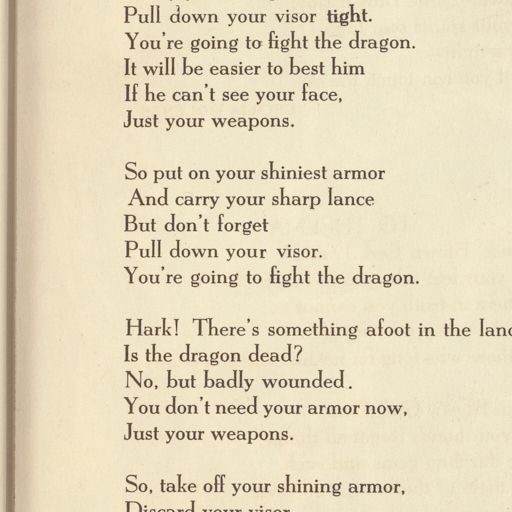 Pull down your visor tight.
You're going to fight the dragon.
It will be easier to best him
If he can't see your face,
Just your weapons.

So put on your shiniest armor
And carry your sharp lance
But don't forget
Pull down your visor.
You're going to fight the dragon.

Hark! There's something afoot in the
Is the dragon dead?
No, but badly wounded.
You don't need your armor now,
Just your weapons.

So, take off your shining armor,
Discard your visor